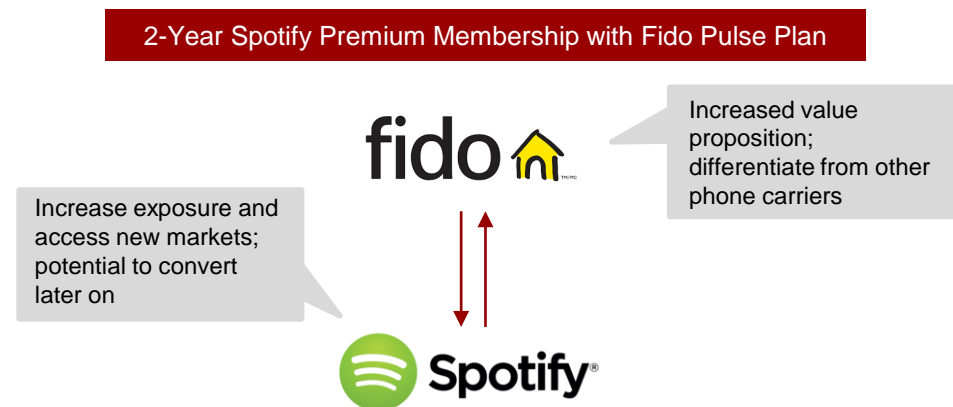 2-Year Spotify Premium Membership with Fido Pulse Plan
fido
TM/MC
Increased value
proposition;
differentiate from other
phone carriers
Increase exposure and
access new markets;
potential to convert
later on
Spotify®